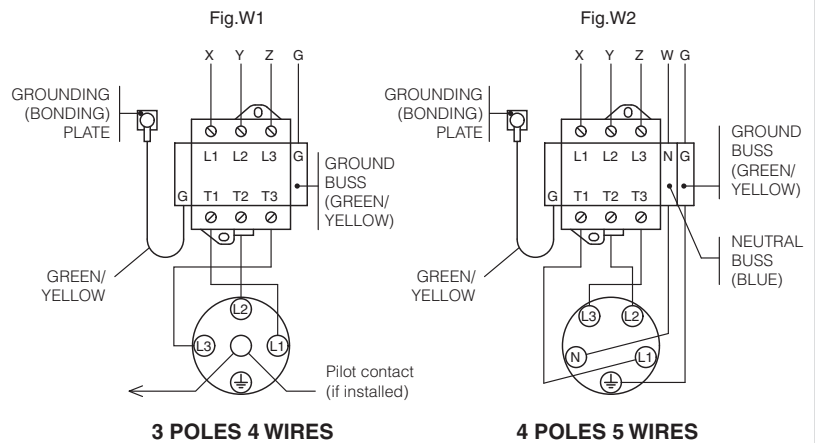 Fig.W1
X Y Z G
GROUNDING
(BONDING)
PLATE
L1 L2 L3 G
G T1 T2 T3
GROUND
BUSS
(GREEN/
YELLOW)
GREEN/
YELLOW
L2
L3 L1
Pilot contact
(if installed)
3 POLES 4 WIRES
Fig.W2
X Y Z W G
GROUNDING
(BONDING)
PLATE
L1 L2 L3 N G
G T1 T2 T3
GROUND
BUSS
(GREEN/
YELLOW)
NEUTRAL
BUSS
(BLUE)
GREEN/
YELLOW
L3 L2
N L1
4 POLES 5 WIRES